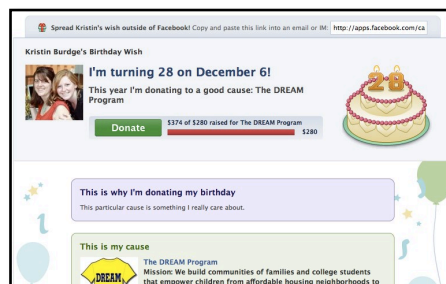 Spread Kristin's wish outside of Facebook! Copy and paste this link into an email or IM: http://apps.facebook.com/ca
Kristin Burdge's Birthday Wish
I'm turning 28 on December 6!
This year I'm donating to a good cause: The DREAM
Program
28
Donate
$374 of $280 raised for The DREAM Program
$280
This is why I'm donating my birthday
This particular cause is something I really care about.
This is my cause
DREAM
The DREAM Program
Mission: We build communities of families and college students
that empower children from affordable housing neighborhoods to